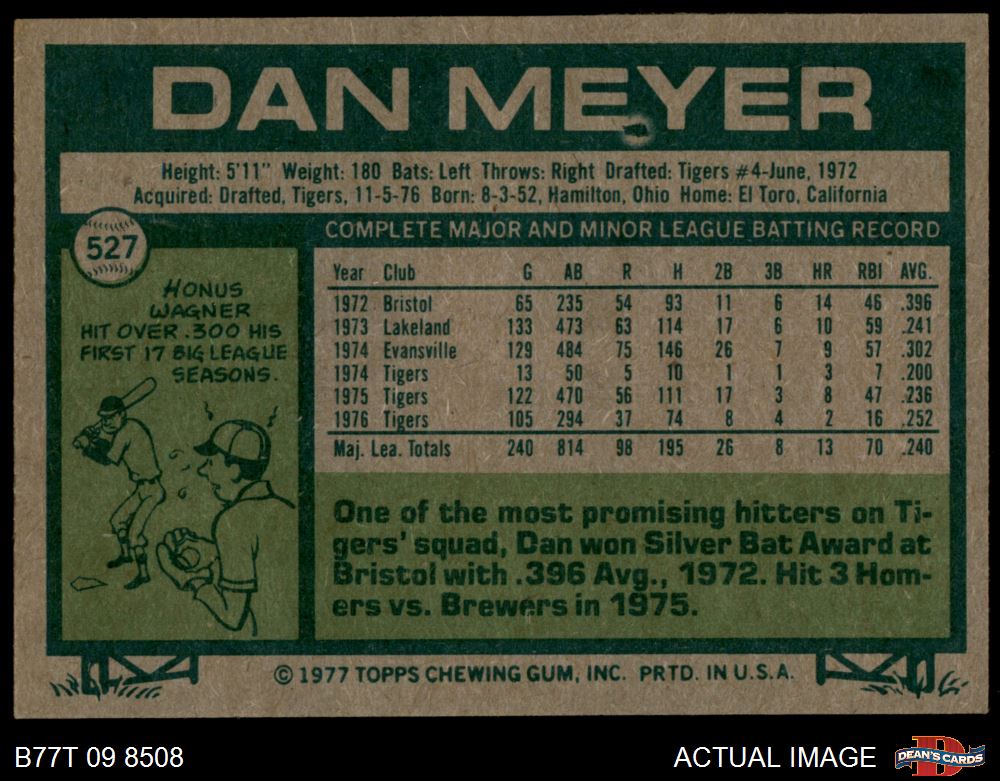 DAN MEYER
Height: 5'11" Weight: 180 Bats: Left Throws: Right Drafted: Tigers #4-June, 1972
Acquired: Drafted, Tigers, 11-5-76 Born: 8-3-52, Hamilton, Ohio Home: El Toro, California
527
HONUS
WAGNER
HIT OVER .300 HIS
FIRST 17 BIG LEAGUE
SEASONS.
COMPLETE MAJOR AND MINOR LEAGUE BATTING RECORD
Year Club G AB R H 2B 3B HR RBI AVG.
1972 Bristol 65 235 54 93 11 6 14 46 .396
1973 Lakeland 133 473 63 114 17 6 10 59 .241
1974 Evansville 129 484 75 146 26 7 9 57 .302
1974 Tigers 13 50 5 10 1 1 3 7 .200
1975 Tigers 122 470 56 111 17 3 8 47 .236
1976 Tigers 105 294 37 74 8 4 2 16 .252
Maj. Lea. Totals 240 814 98 195 26 8 13 70 .240
One of the most promising hitters on Ti-
gers' squad, Dan won Silver Bat Award at
Bristol with .396 Avg., 1972. Hit 3 Hom-
ers vs. Brewers in 1975.
© 1977 TOPPS CHEWING GUM, INC. PRTD. IN U.S.A.
B77T 09 8508
ACTUAL IMAGE
D
DEAN'S CARDS